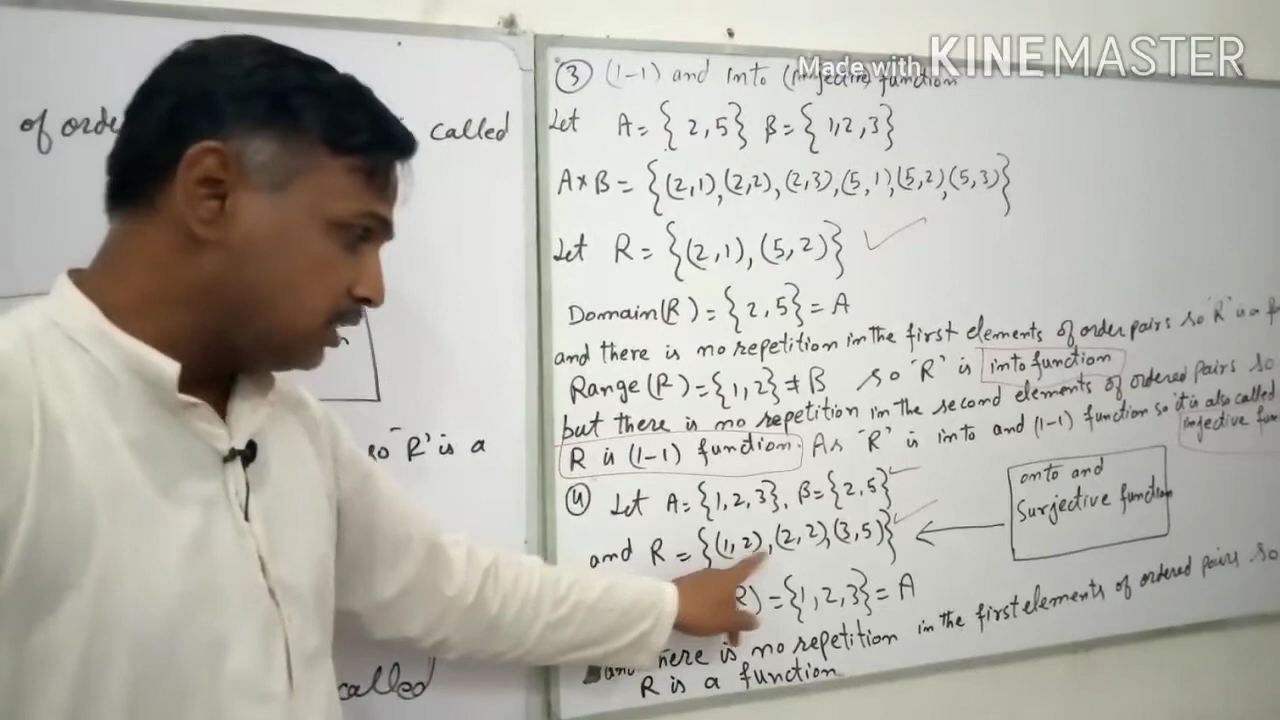 Made with KINEMASTER
of orde called
so R is a
called
③ (1-1) and into (injective) function
Let A = { 2, 5 } B = { 1, 2, 3 }
A×B = {(2,1),(2,2),(2,3),(5,1),(5,2),(5,3)}
Let R = {(2,1),(5,2)} ✓
Domain(R) = {2,5} = A
and there is no repetition in the first elements of order pairs so 'R' is a
Range(R) = {1,2} ≠ B so 'R' is into function
but there is no repetition in the second elements of ordered pairs so
R is (1-1) function. As 'R' is into and (1-1) function so it is also called
injective fun
④ Let A = {1,2,3}, B = {2,5}
and R = {(1,2),(2,2),(3,5)}
onto and
Surjective function
R) = {1,2,3} = A
here is no repetition in the first elements of ordered pairs so
R is a function